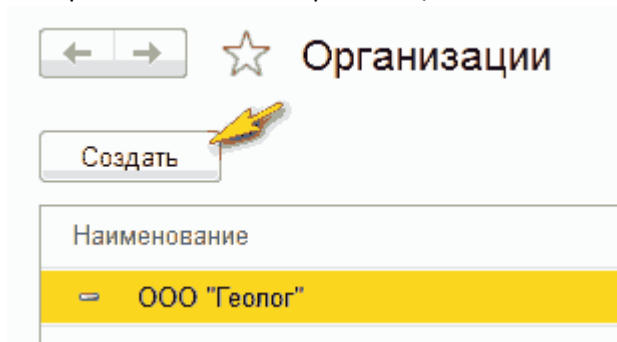 Организации
Создать
Наименование
ООО "Геолог"